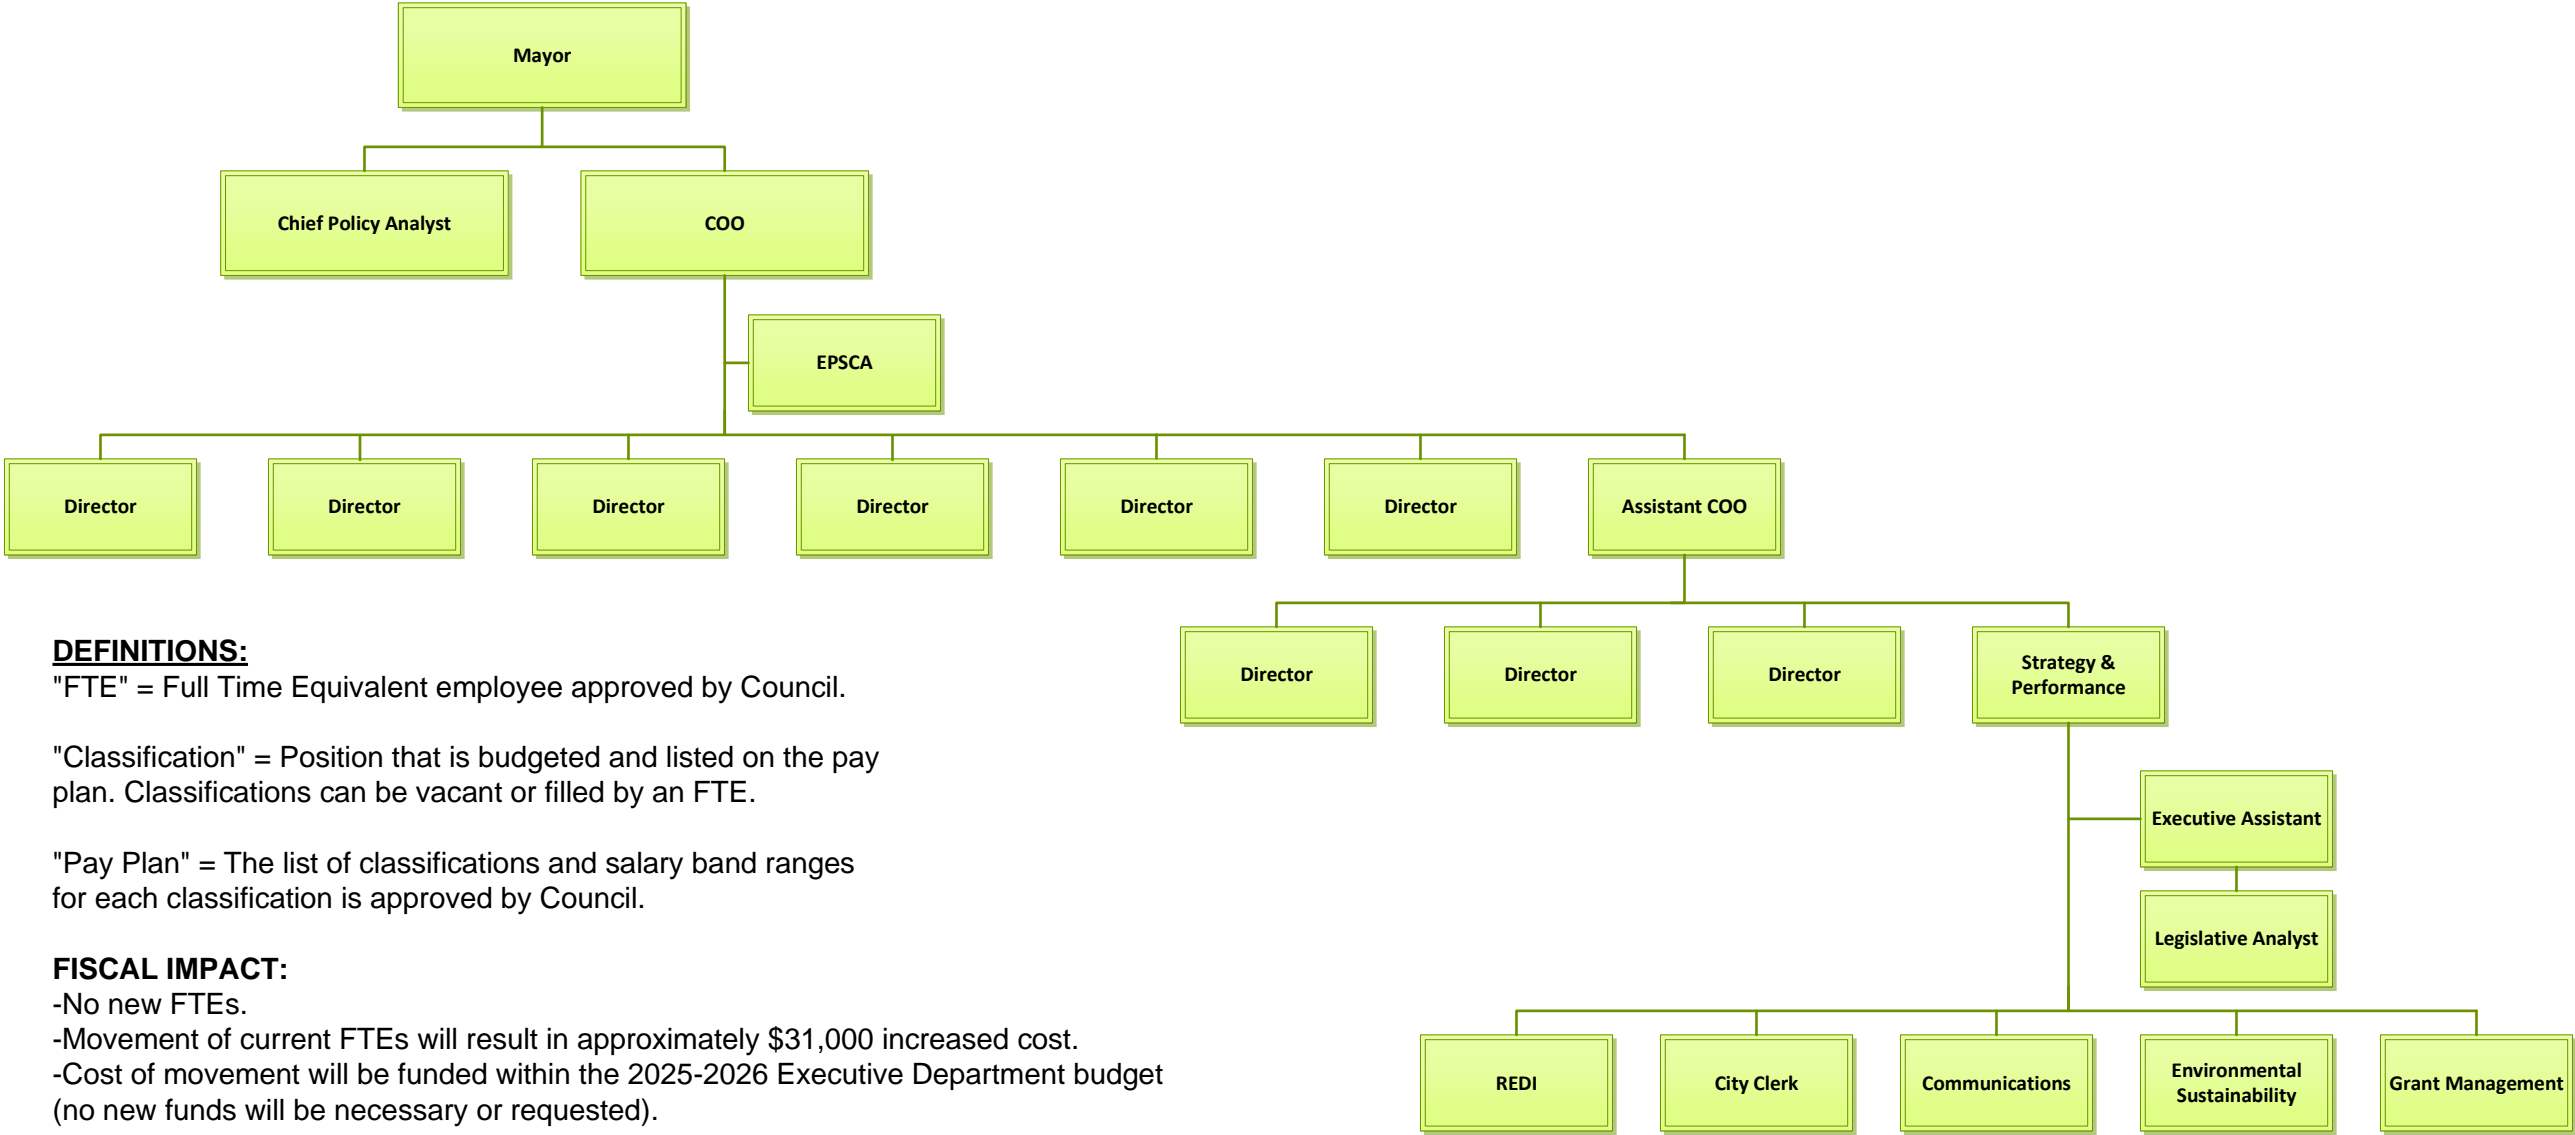 Mayor
Chief Policy Analyst
COO
EPSCA
Director
Director
Director
Director
Director
Director
Assistant COO
Director
Director
Director
Strategy &
Performance
Executive Assistant
Legislative Analyst
REDI
City Clerk
Communications
Environmental
Sustainability
Grant Management
DEFINITIONS:
"FTE" = Full Time Equivalent employee approved by Council.
"Classification" = Position that is budgeted and listed on the pay
plan. Classifications can be vacant or filled by an FTE.
"Pay Plan" = The list of classifications and salary band ranges
for each classification is approved by Council.
FISCAL IMPACT:
-No new FTEs.
-Movement of current FTEs will result in approximately $31,000 increased cost.
-Cost of movement will be funded within the 2025-2026 Executive Department budget
(no new funds will be necessary or requested).